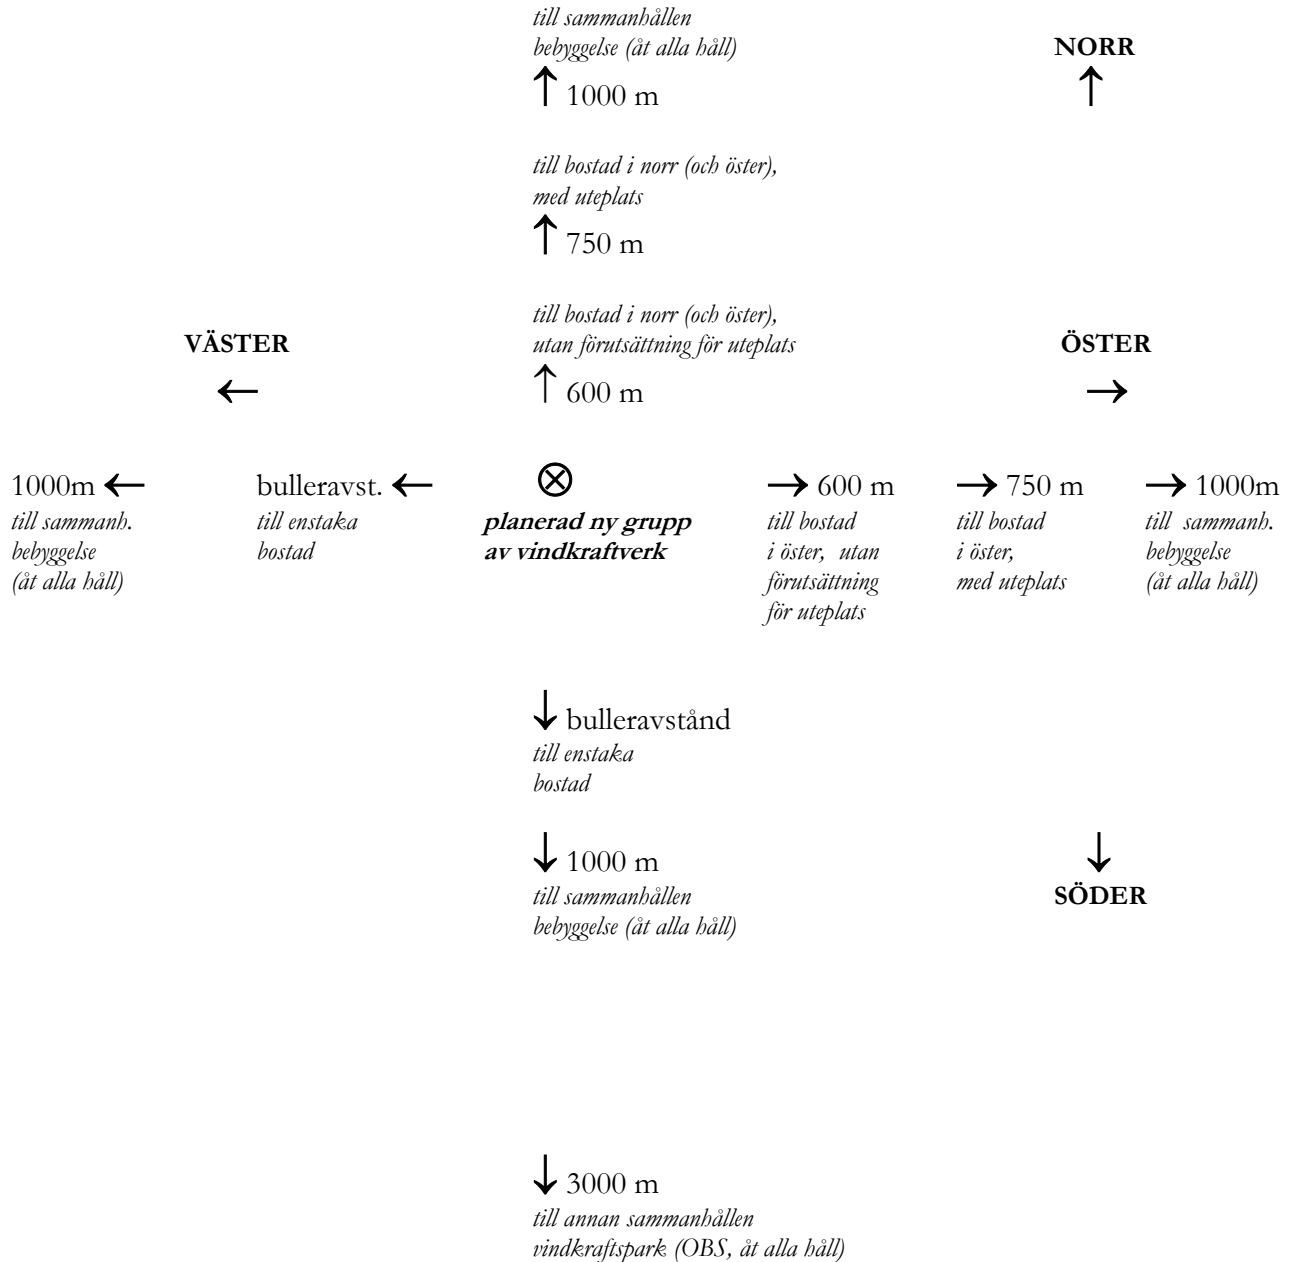 till sammanhållen
bebyggelse (åt alla håll)
NORR
↑ 1000 m
↑
till bostad i norr (och öster),
med uteplats
↑ 750 m
till bostad i norr (och öster),
utan förutsättning för uteplats
VÄSTER
ÖSTER
←
↑ 600 m
→
1000m ←
till sammanh.
bebyggelse
(åt alla håll)
bulleravst. ←
till enstaka
bostad
⊗
planerad ny grupp
av vindkraftverk
→ 600 m
till bostad
i öster, utan
förutsättning
för uteplats
→ 750 m
till bostad
i öster,
med uteplats
→ 1000m
till sammanh.
bebyggelse
(åt alla håll)
↓ bulleravstånd
till enstaka
bostad
↓ 1000 m
till sammanhållen
bebyggelse (åt alla håll)
↓
SÖDER
↓ 3000 m
till annan sammanhållen
vindkraftspark (OBS, åt alla håll)